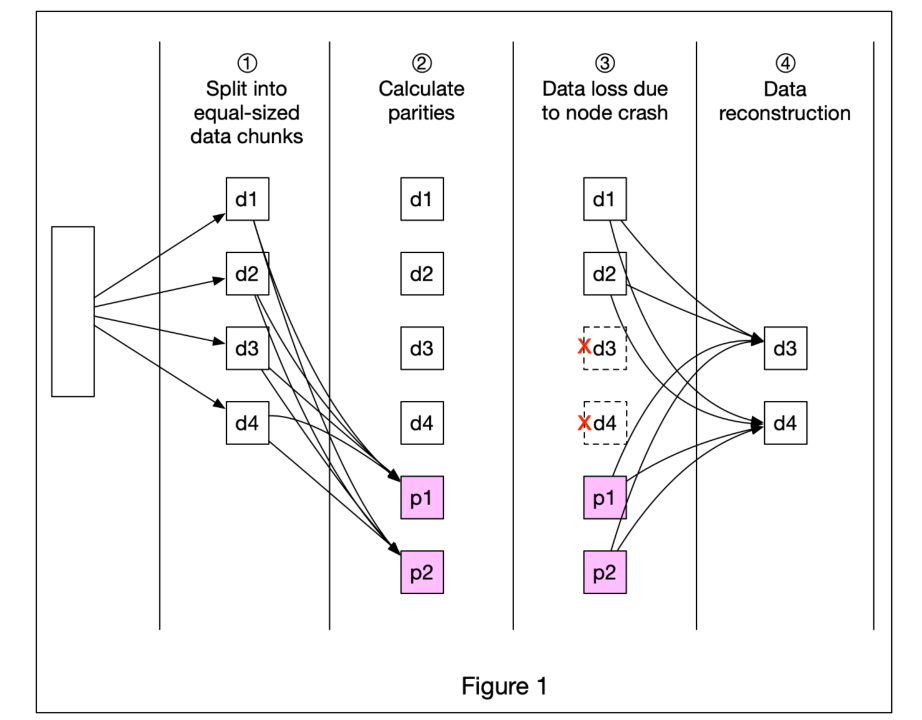 ①
Split into
equal-sized
data chunks
②
Calculate
parities
③
Data loss due
to node crash
④
Data
reconstruction
d1
d2
d3
d4
d1
d2
d3
d4
p1
p2
d1
d2
X d3
X d4
p1
p2
d3
d4
Figure 1